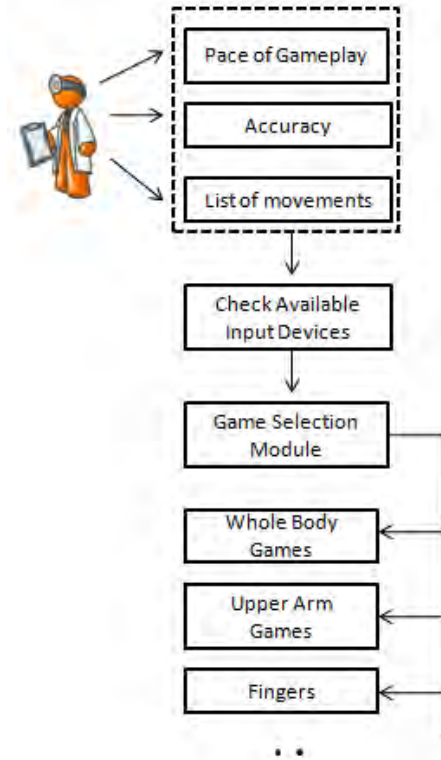 Pace of Gameplay
Accuracy
List of movements
Check Available
Input Devices
Game Selection
Module
Whole Body
Games
Upper Arm
Games
Fingers
. .